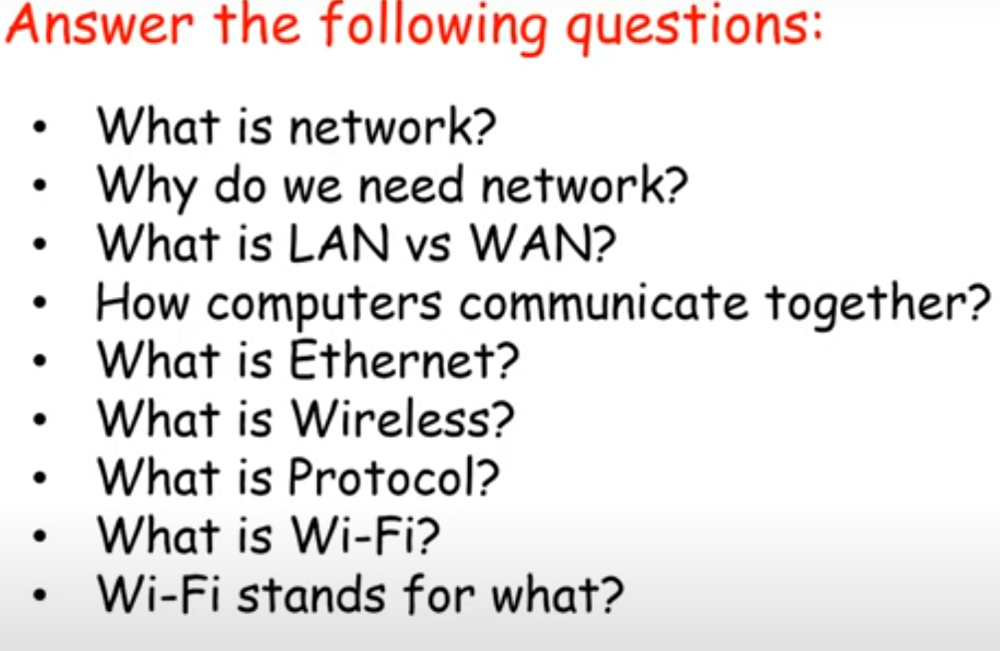 Answer the following questions:
• What is network?
• Why do we need network?
• What is LAN vs WAN?
• How computers communicate together?
• What is Ethernet?
• What is Wireless?
• What is Protocol?
• What is Wi-Fi?
• Wi-Fi stands for what?